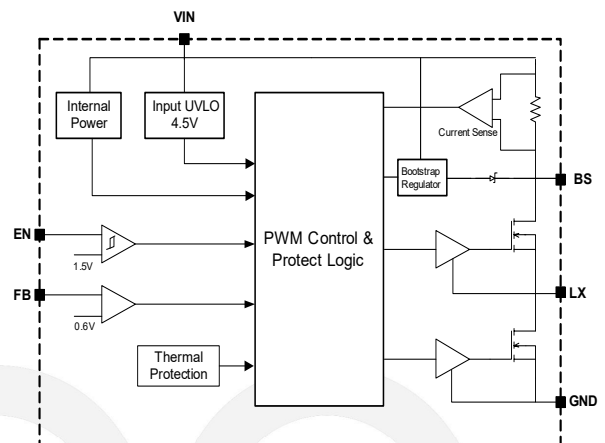 VIN
Internal
Power
Input UVLO
4.5V
Current Sense
Bootstrap
Regulator
BS
EN
1.5V
PWM Control &
Protect Logic
FB
0.6V
LX
Thermal
Protection
GND